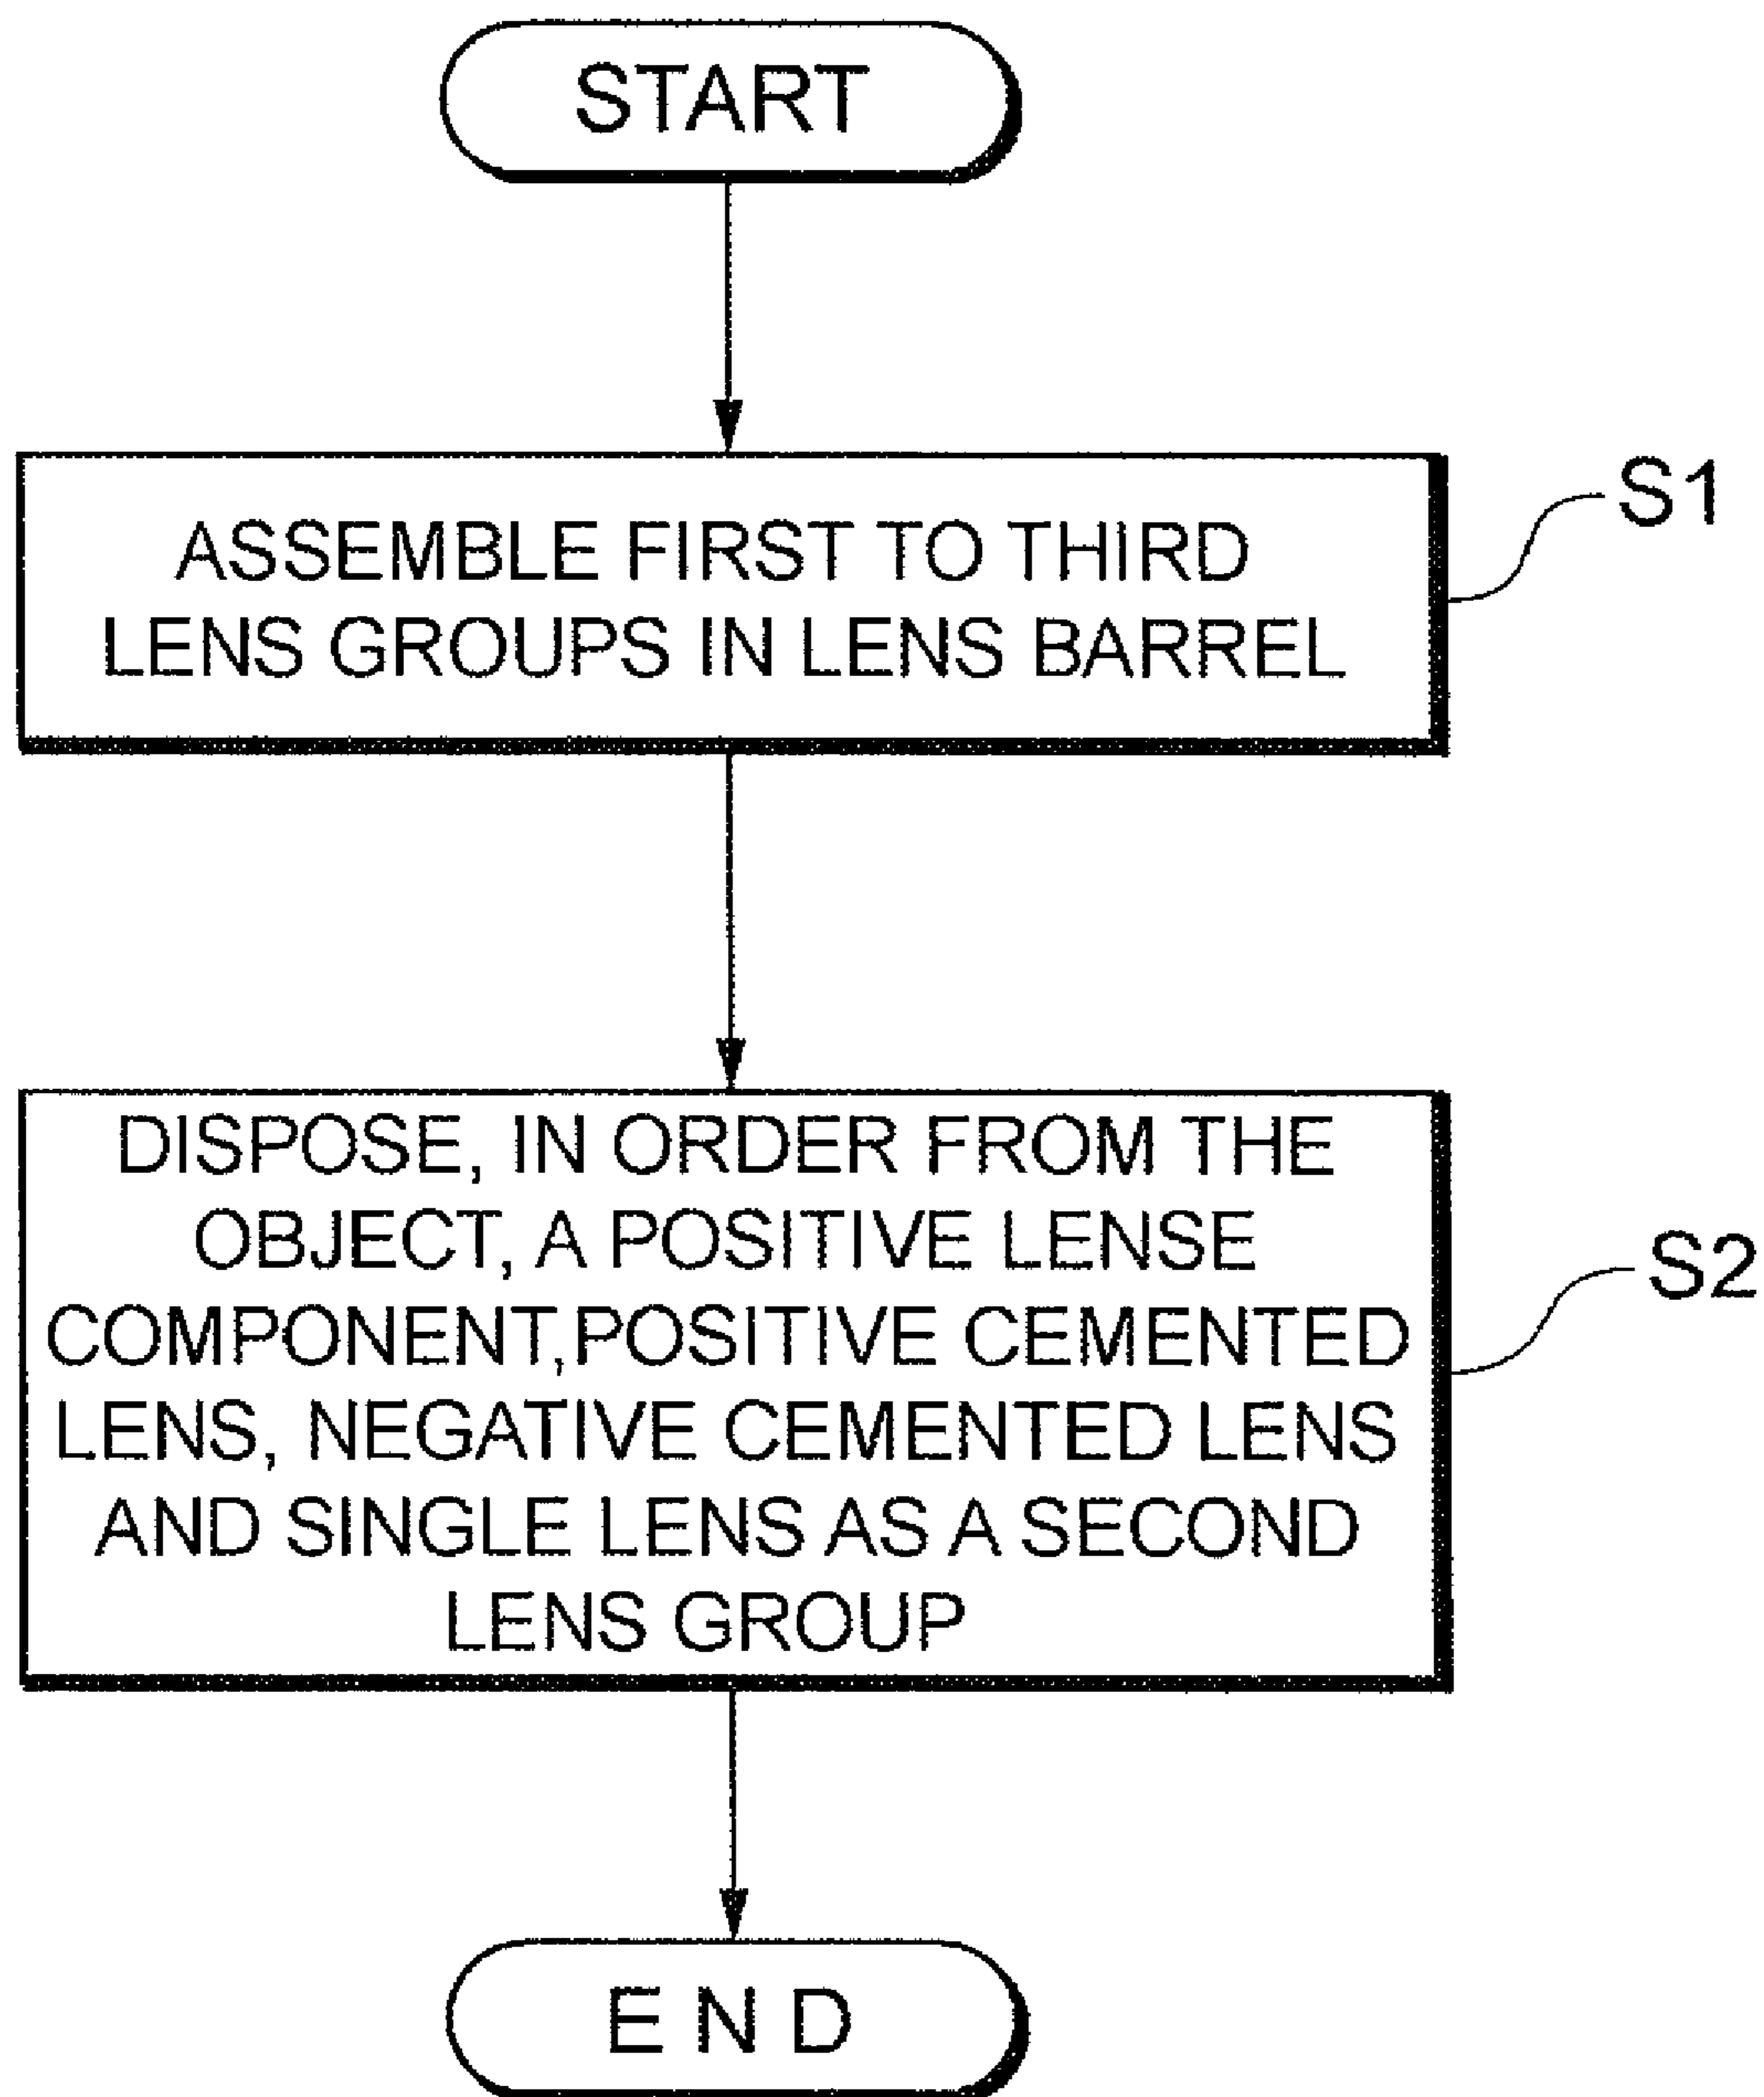 START
ASSEMBLE FIRST TO THIRD
LENS GROUPS IN LENS BARREL
S1
DISPOSE, IN ORDER FROM THE
OBJECT, A POSITIVE LENSE
COMPONENT,POSITIVE CEMENTED
LENS, NEGATIVE CEMENTED LENS
AND SINGLE LENS AS A SECOND
LENS GROUP
S2
END